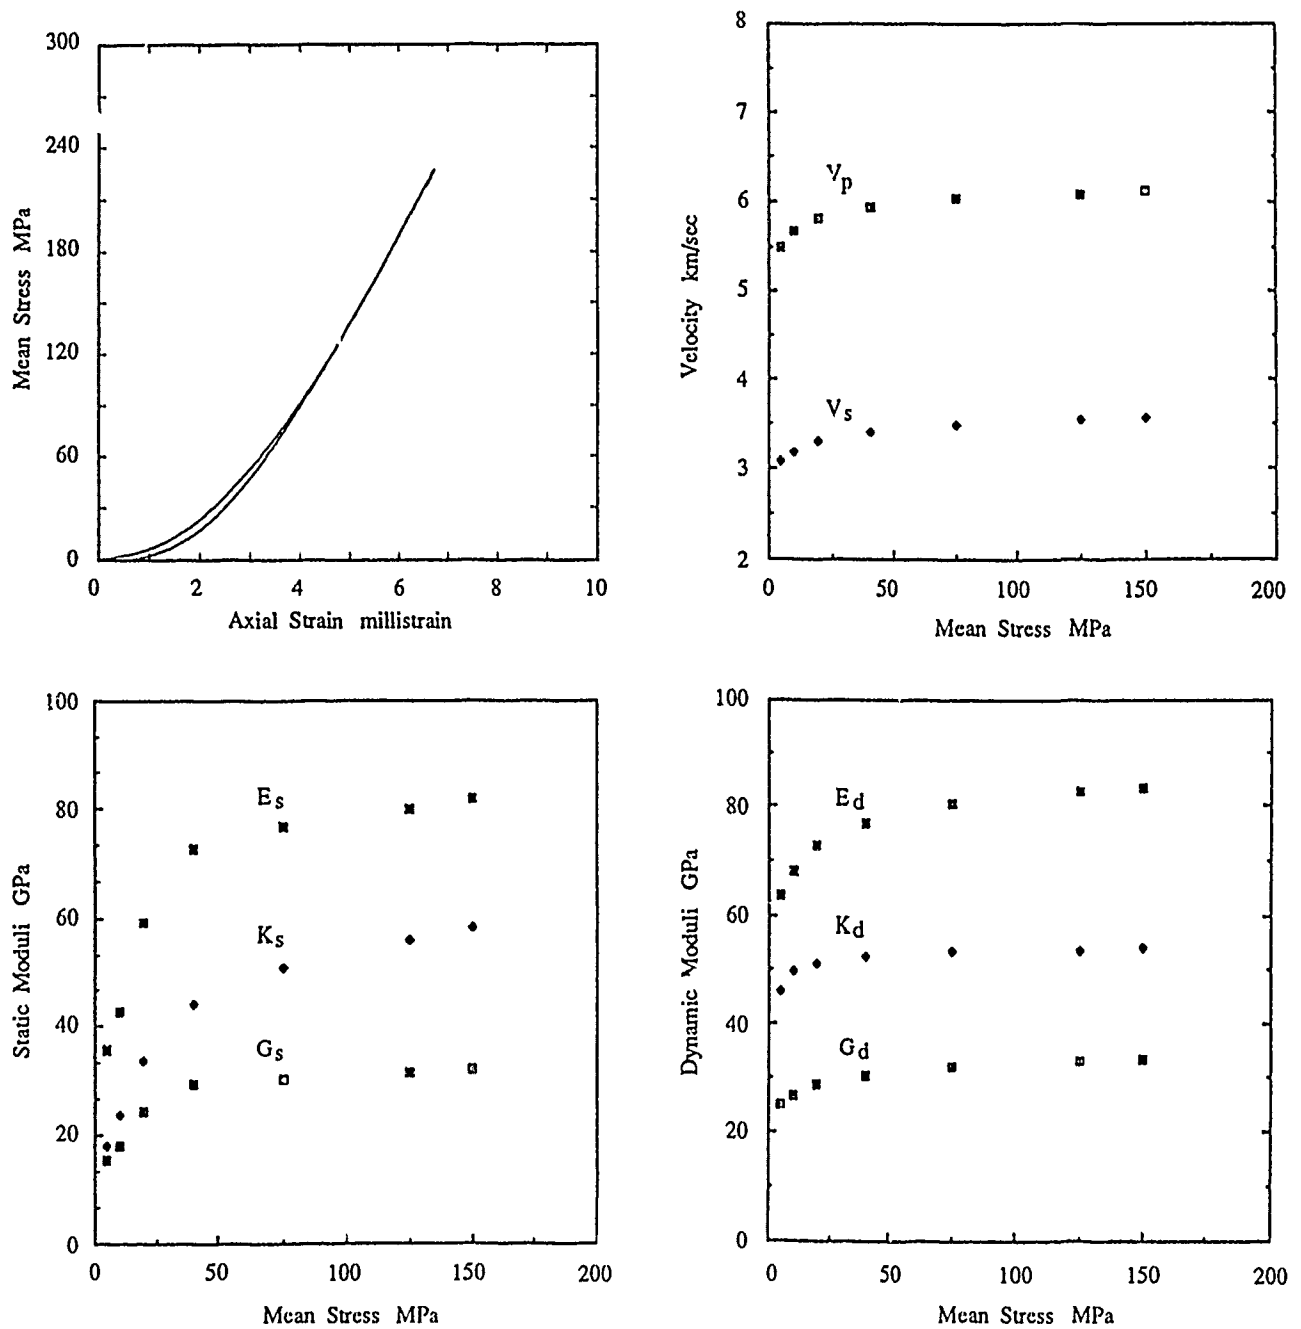 300
240
180
120
60
0
Mean Stress MPa
0 2 4 6 8 10
Axial Strain millistrain
8
7
6
5
4
3
2
Velocity km/sec
Vp
Vs
0 50 100 150 200
Mean Stress MPa
100
80
60
40
20
0
Static Moduli GPa
Es
Ks
Gs
0 50 100 150 200
Mean Stress MPa
100
80
60
40
20
0
Dynamic Moduli GPa
Ed
Kd
Gd
0 50 100 150 200
Mean Stress MPa